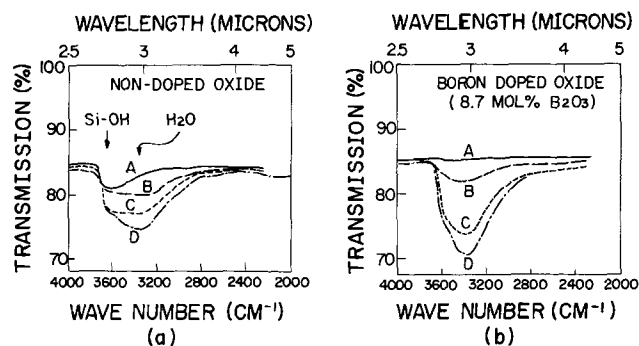 WAVELENGTH (MICRONS)
2.5 3 4 5
NON-DOPED OXIDE
Si-OH H2O
A
B
C
D
100
90
80
70
TRANSMISSION (%)
4000 3600 3200 2800 2400 2000
WAVE NUMBER (CM-1)
(a)
WAVELENGTH (MICRONS)
2.5 3 4 5
BORON DOPED OXIDE
(8.7 MOL% B2O3)
A
B
C
D
100
90
80
70
TRANSMISSION (%)
4000 3600 3200 2800 2400 2000
WAVE NUMBER (CM-1)
(b)